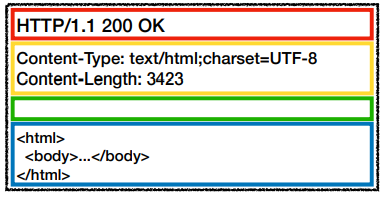 HTTP/1.1 200 OK
Content-Type: text/html;charset=UTF-8
Content-Length: 3423
<html>
<body>...</body>
</html>